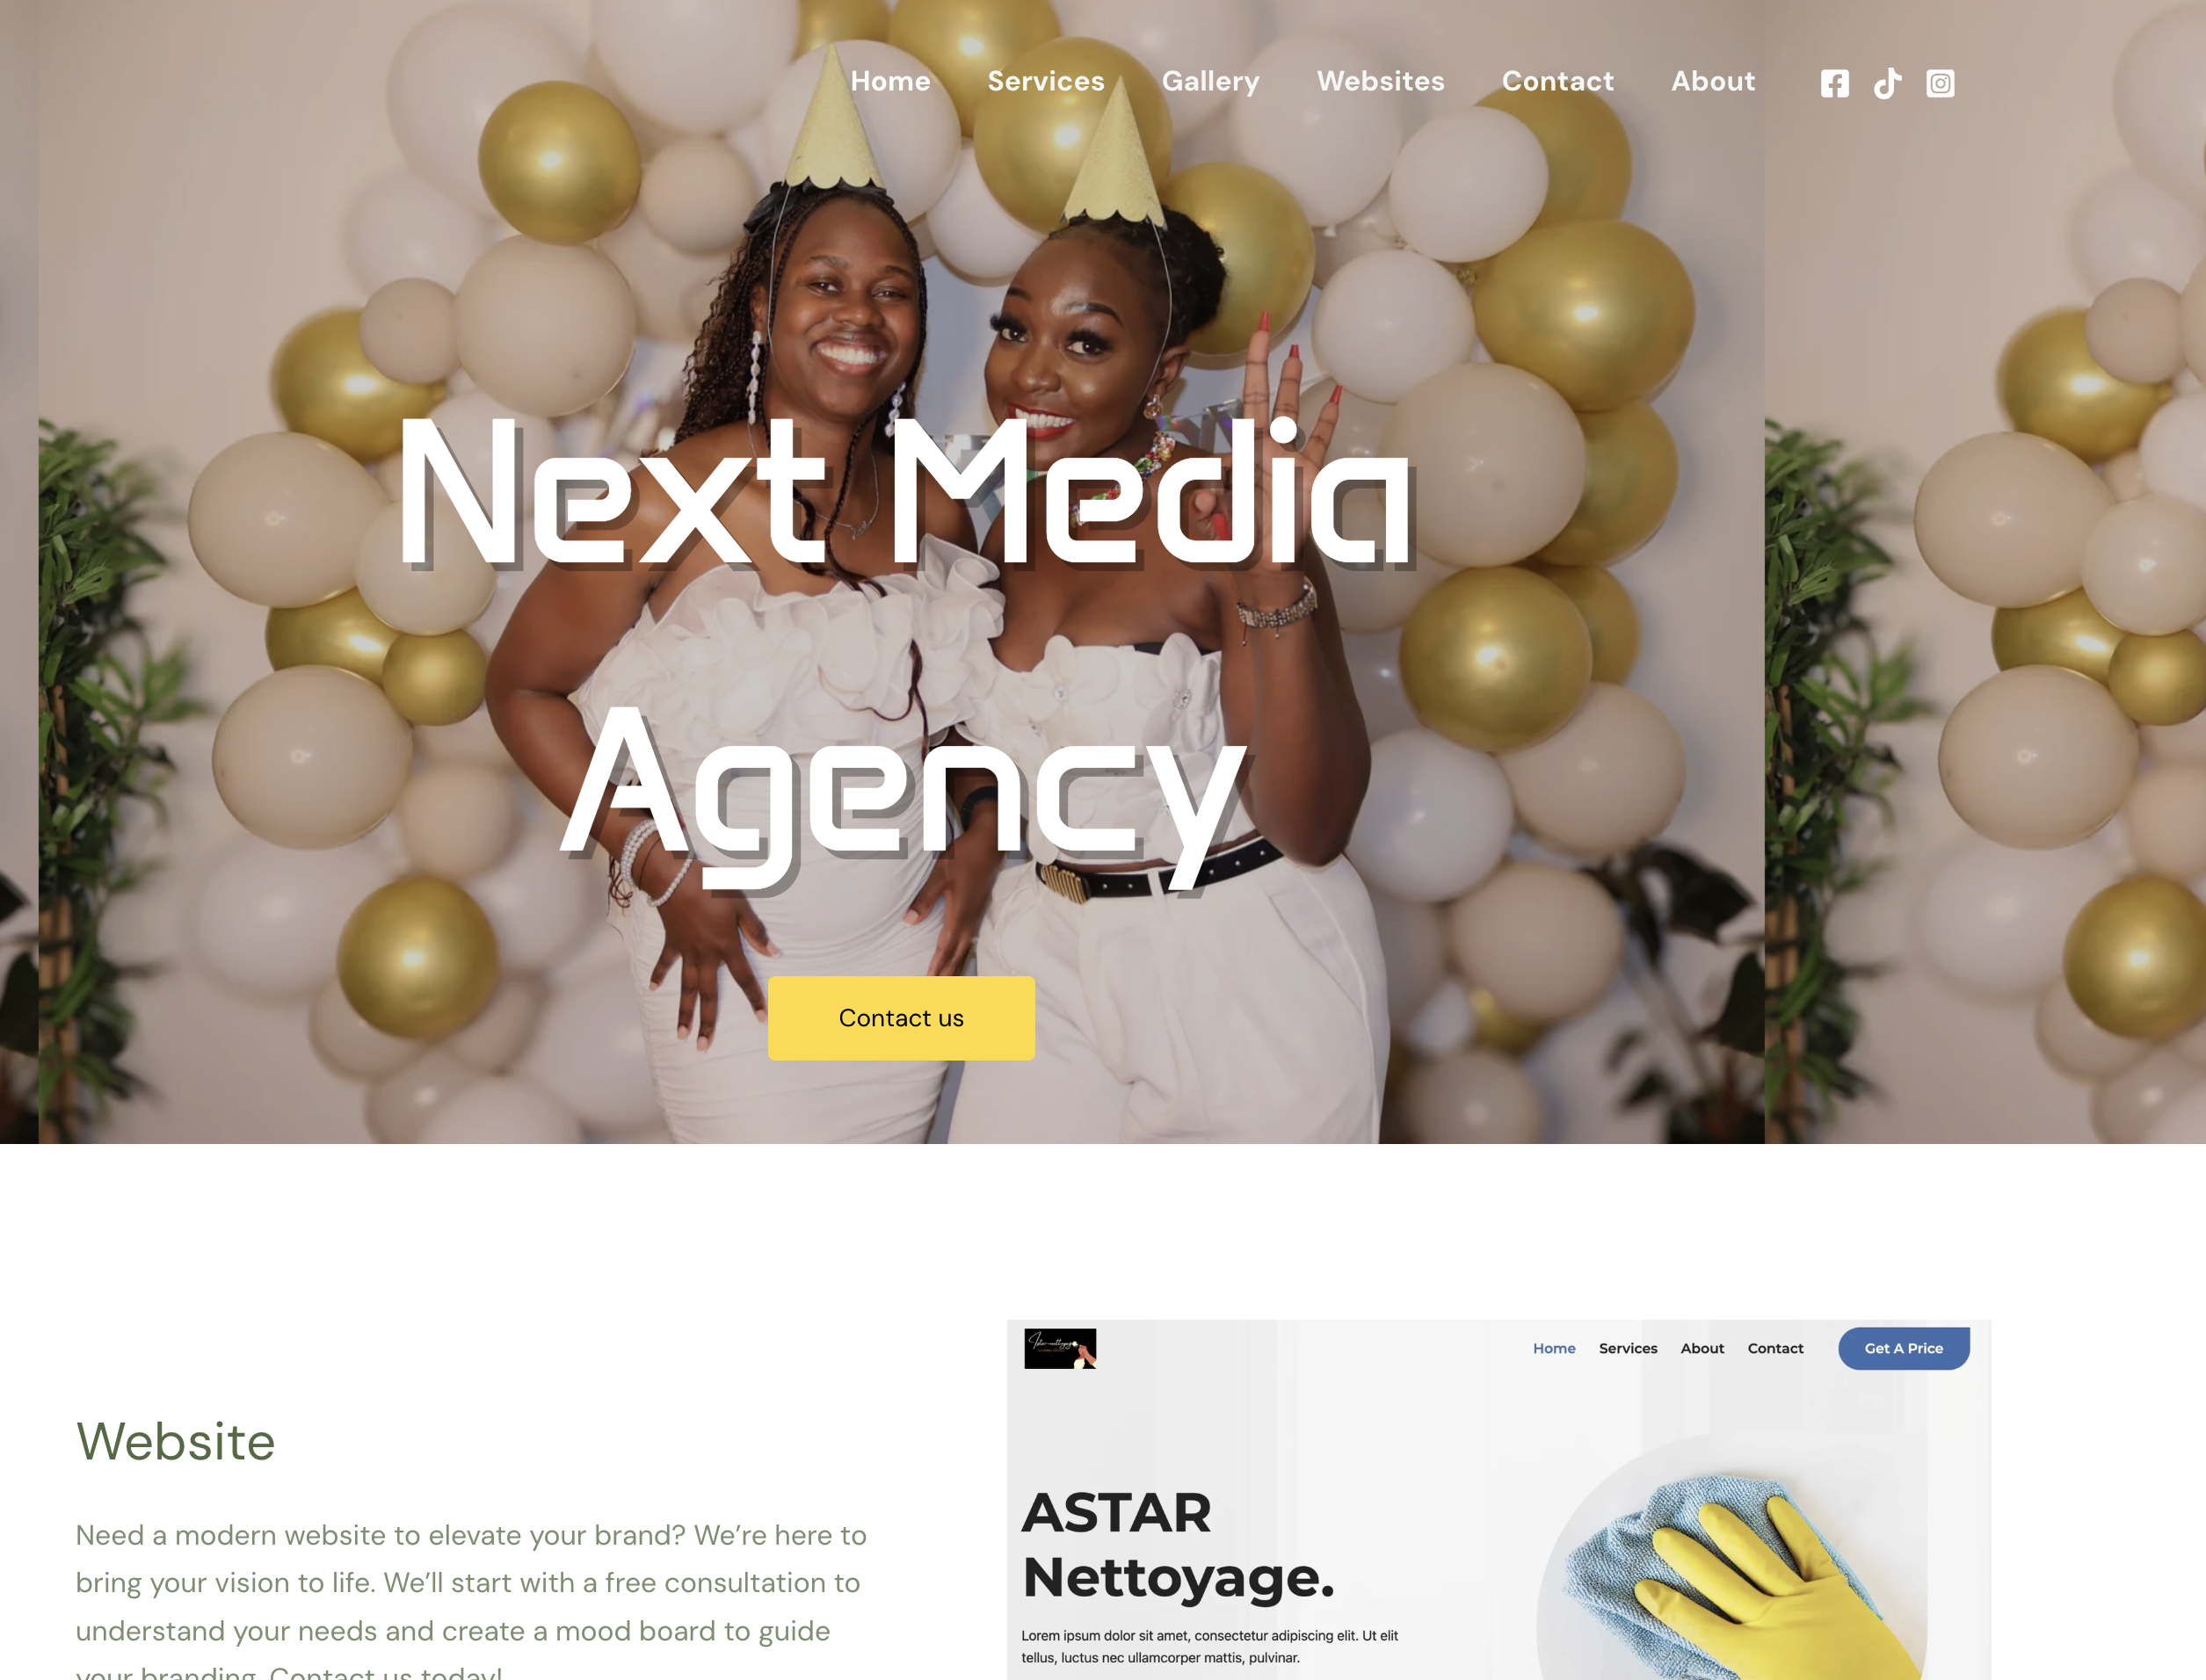 Home Services Gallery Websites Contact About
Next Media
Agency
Contact us
Website
Need a modern website to elevate your brand? We’re here to
bring your vision to life. We’ll start with a free consultation to
understand your needs and create a mood board to guide
your branding. Contact us today!
Home Services About Contact Get A Price
ASTAR
Nettoyage.
Lorem ipsum dolor sit amet, consectetur adipiscing elit. Ut elit
tellus, luctus nec ullamcorper mattis, pulvinar.